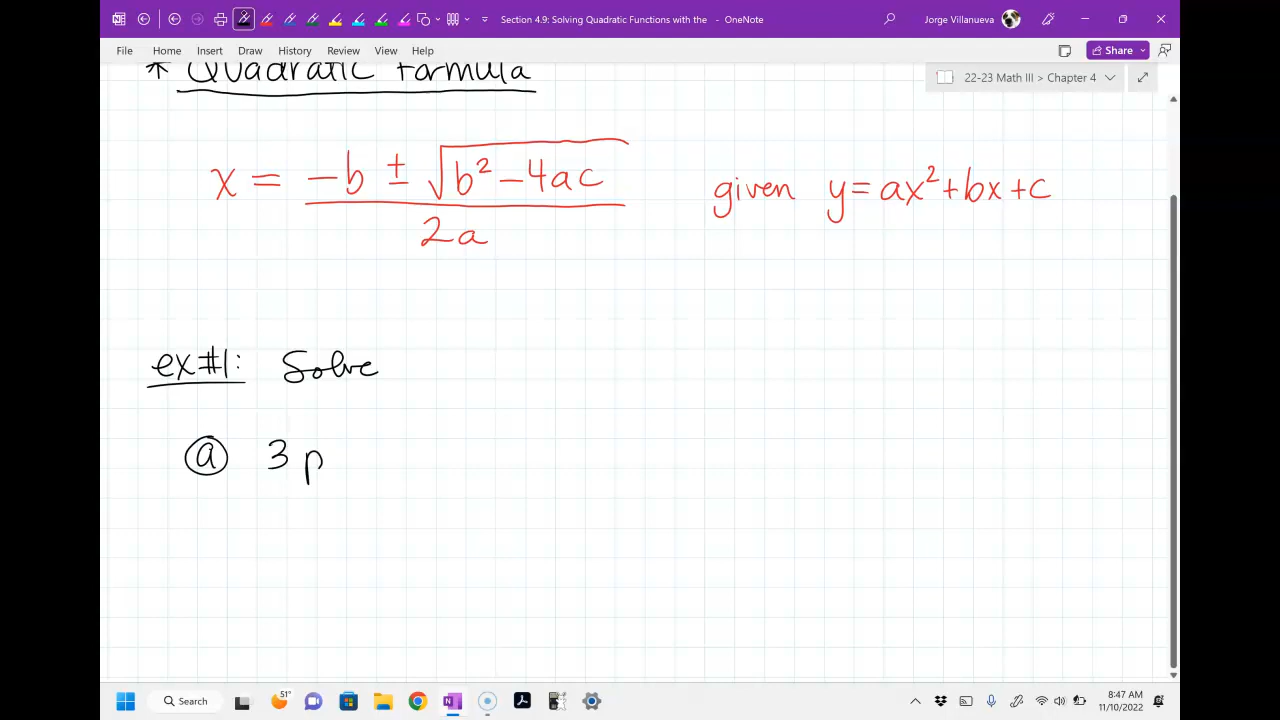 Section 4.9: Solving Quadratic Functions with the - OneNote
Jorge Villanueva
File Home Insert Draw History Review View Help
Share
22-23 Math III > Chapter 4
* Quadratic Formula
x = -b ± √(b² - 4ac) / 2a
given y = ax² + bx + c
ex#1: Solve
ⓐ 3p
51°
Search
8:47 AM
11/10/2022